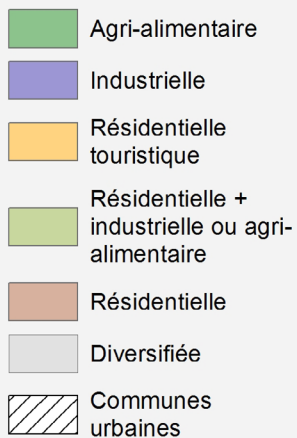 Agri-alimentaire
Industrielle
Résidentielle
touristique
Résidentielle +
industrielle ou agri-
alimentaire
Résidentielle
Diversifiée
Communes
urbaines